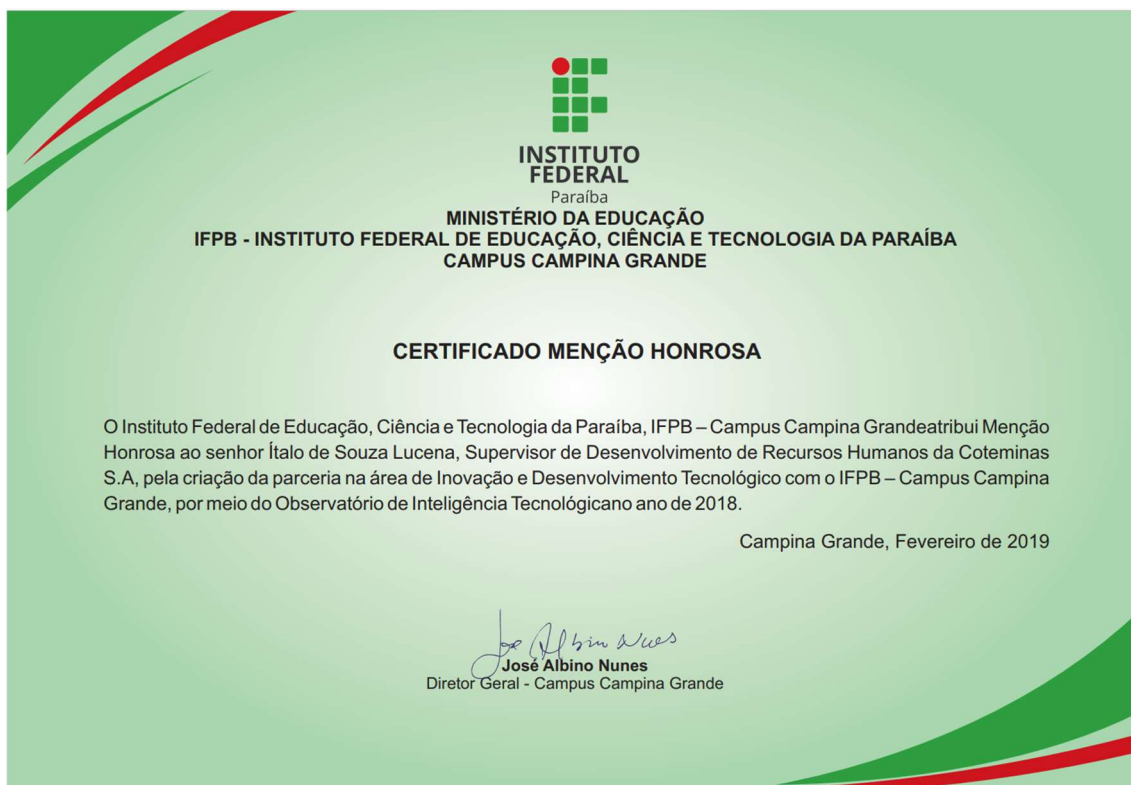 INSTITUTO
FEDERAL
Paraíba
MINISTÉRIO DA EDUCAÇÃO
IFPB - INSTITUTO FEDERAL DE EDUCAÇÃO, CIÊNCIA E TECNOLOGIA DA PARAÍBA
CAMPUS CAMPINA GRANDE
CERTIFICADO MENÇÃO HONROSA
O Instituto Federal de Educação, Ciência e Tecnologia da Paraíba, IFPB – Campus Campina Grandeatribui Menção
Honrosa ao senhor Ítalo de Souza Lucena, Supervisor de Desenvolvimento de Recursos Humanos da Coteminas
S.A, pela criação da parceria na área de Inovação e Desenvolvimento Tecnológico com o IFPB – Campus Campina
Grande, por meio do Observatório de Inteligência Tecnológicano ano de 2018.
Campina Grande, Fevereiro de 2019
José Albino Nunes
José Albino Nunes
Diretor Geral - Campus Campina Grande